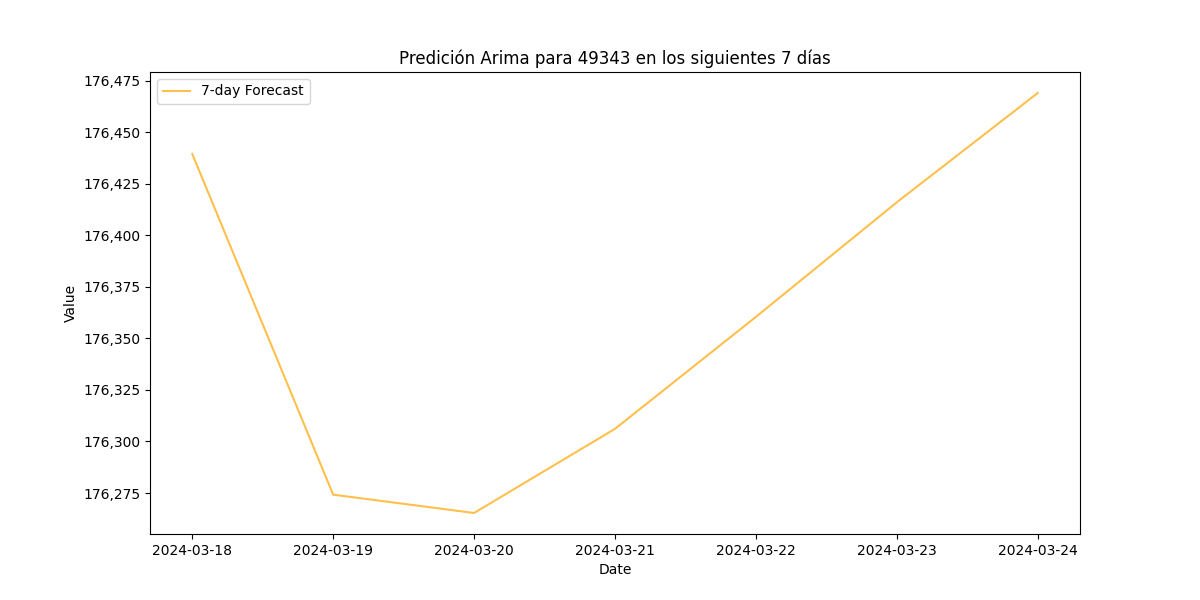 Predicción Arima para 49343 en los siguientes 7 días
7-day Forecast
Value
176,475
176,450
176,425
176,400
176,375
176,350
176,325
176,300
176,275
2024-03-18 2024-03-19 2024-03-20 2024-03-21 2024-03-22 2024-03-23 2024-03-24
Date